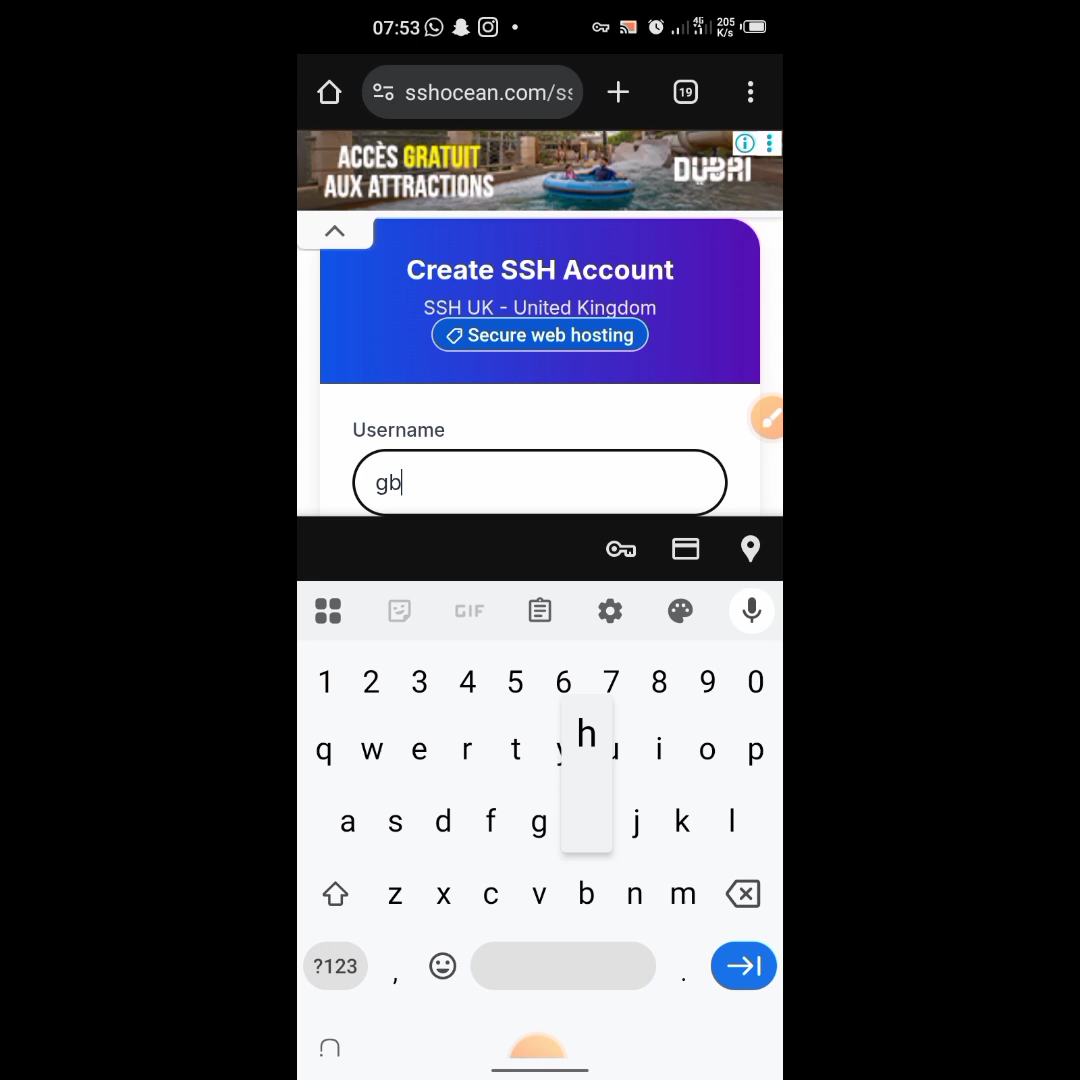 07:53
4G
205
K/s
sshocean.com/ss
19
ACCÈS GRATUIT
AUX ATTRACTIONS
DUBAI
Create SSH Account
SSH UK - United Kingdom
Secure web hosting
Username
gb
GIF
1 2 3 4 5 6 7 8 9 0
h
q w e r t y u i o p
a s d f g j k l
z x c v b n m
?123 , .